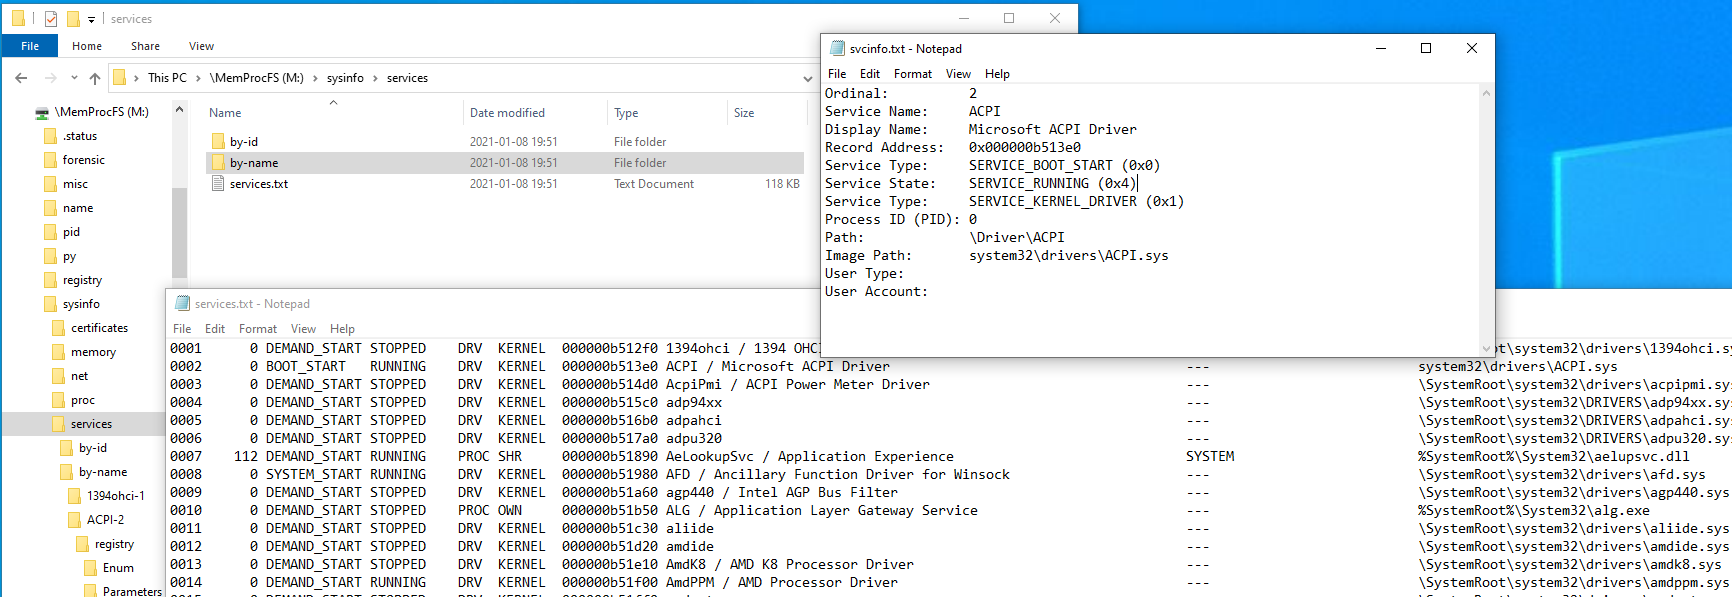 services
File Home Share View
This PC > \MemProcFS (M:) > sysinfo > services
\MemProcFS (M:)
.status
forensic
misc
name
pid
py
registry
sysinfo
certificates
memory
net
proc
services
by-id
by-name
1394ohci-1
ACPI-2
registry
Enum
Parameters
Name Date modified Type Size
by-id 2021-01-08 19:51 File folder
by-name 2021-01-08 19:51 File folder
services.txt 2021-01-08 19:51 Text Document 118 KB
svcinfo.txt - Notepad
File Edit Format View Help
Ordinal: 2
Service Name: ACPI
Display Name: Microsoft ACPI Driver
Record Address: 0x000000b513e0
Service Type: SERVICE_BOOT_START (0x0)
Service State: SERVICE_RUNNING (0x4)
Service Type: SERVICE_KERNEL_DRIVER (0x1)
Process ID (PID): 0
Path: \Driver\ACPI
Image Path: system32\drivers\ACPI.sys
User Type:
User Account:
services.txt - Notepad
File Edit Format View Help
0001 0 DEMAND_START STOPPED DRV KERNEL 000000b512f0 1394ohci / 1394 OHC oot\system32\drivers\1394ohci.sy
0002 0 BOOT_START RUNNING DRV KERNEL 000000b513e0 ACPI / Microsoft ACPI Driver --- system32\drivers\ACPI.sys
0003 0 DEMAND_START STOPPED DRV KERNEL 000000b514d0 AcpiPmi / ACPI Power Meter Driver --- \SystemRoot\system32\drivers\acpipmi.sys
0004 0 DEMAND_START STOPPED DRV KERNEL 000000b515c0 adp94xx --- \SystemRoot\system32\DRIVERS\adp94xx.sys
0005 0 DEMAND_START STOPPED DRV KERNEL 000000b516b0 adpahci --- \SystemRoot\system32\DRIVERS\adpahci.sys
0006 0 DEMAND_START STOPPED DRV KERNEL 000000b517a0 adpu320 --- \SystemRoot\system32\DRIVERS\adpu320.sys
0007 112 DEMAND_START RUNNING PROC SHR 000000b51890 AeLookupSvc / Application Experience SYSTEM %SystemRoot%\System32\aelupsvc.dll
0008 0 SYSTEM_START RUNNING DRV KERNEL 000000b51980 AFD / Ancillary Function Driver for Winsock --- \SystemRoot\system32\drivers\afd.sys
0009 0 DEMAND_START STOPPED DRV KERNEL 000000b51a60 agp440 / Intel AGP Bus Filter --- \SystemRoot\system32\drivers\agp440.sys
0010 0 DEMAND_START STOPPED PROC OWN 000000b51b50 ALG / Application Layer Gateway Service --- %SystemRoot%\System32\alg.exe
0011 0 DEMAND_START STOPPED DRV KERNEL 000000b51c30 aliide --- \SystemRoot\system32\drivers\aliide.sys
0012 0 DEMAND_START STOPPED DRV KERNEL 000000b51d20 amdide --- \SystemRoot\system32\drivers\amdide.sys
0013 0 DEMAND_START STOPPED DRV KERNEL 000000b51e10 AmdK8 / AMD K8 Processor Driver --- \SystemRoot\system32\drivers\amdk8.sys
0014 0 DEMAND_START RUNNING DRV KERNEL 000000b51f00 AmdPPM / AMD Processor Driver --- \SystemRoot\system32\drivers\amdppm.sys